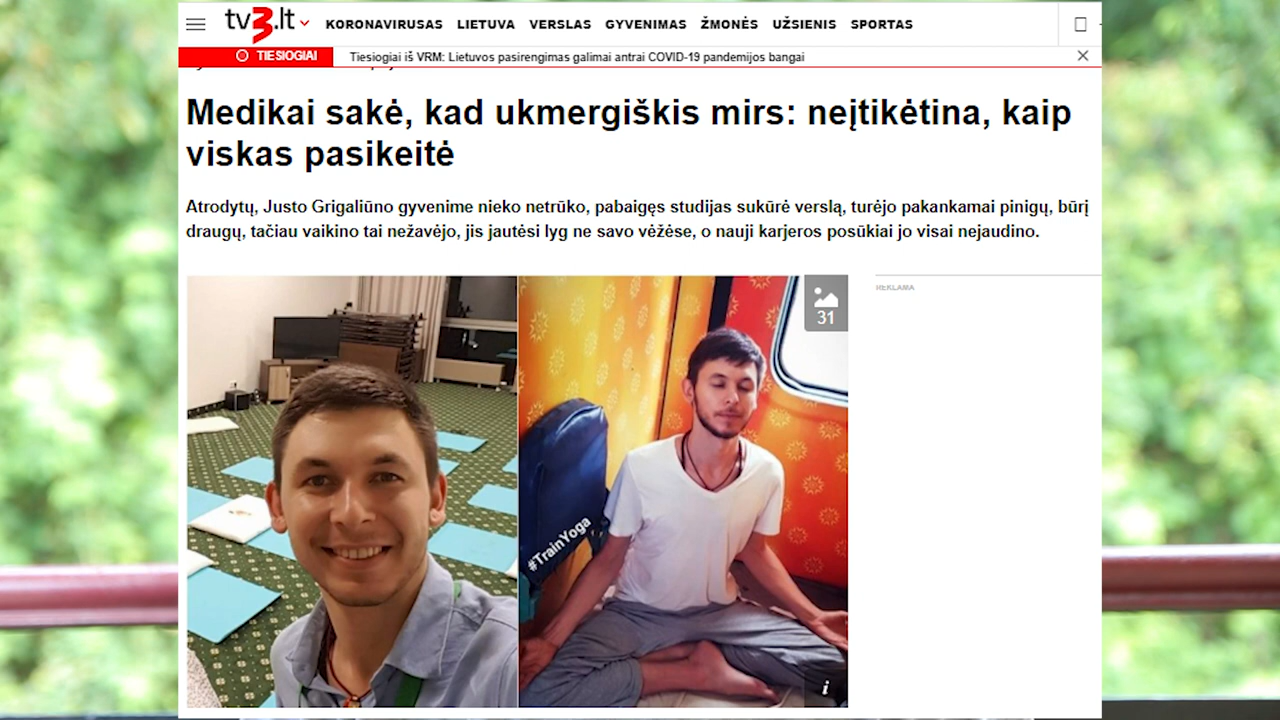 tv3.lt
KORONAVIRUSAS LIETUVA VERSLAS GYVENIMAS ŽMONĖS UŽSIENIS SPORTAS
TIESIOGIAI Tiesiogiai iš VRM: Lietuvos pasirengimas galimai antrai COVID-19 pandemijos bangai
Medikai sakė, kad ukmergiškis mirs: neįtikėtina, kaip
viskas pasikeitė
Atrodytų, Justo Grigaliūno gyvenime nieko netrūko, pabaigęs studijas sukūrė verslą, turėjo pakankamai pinigų, būrį
draugų, tačiau vaikino tai nežavėjo, jis jautėsi lyg ne savo vėžėse, o nauji karjeros posūkiai jo visai nejaudino.
REKLAMA
31
#TrainYoga
i